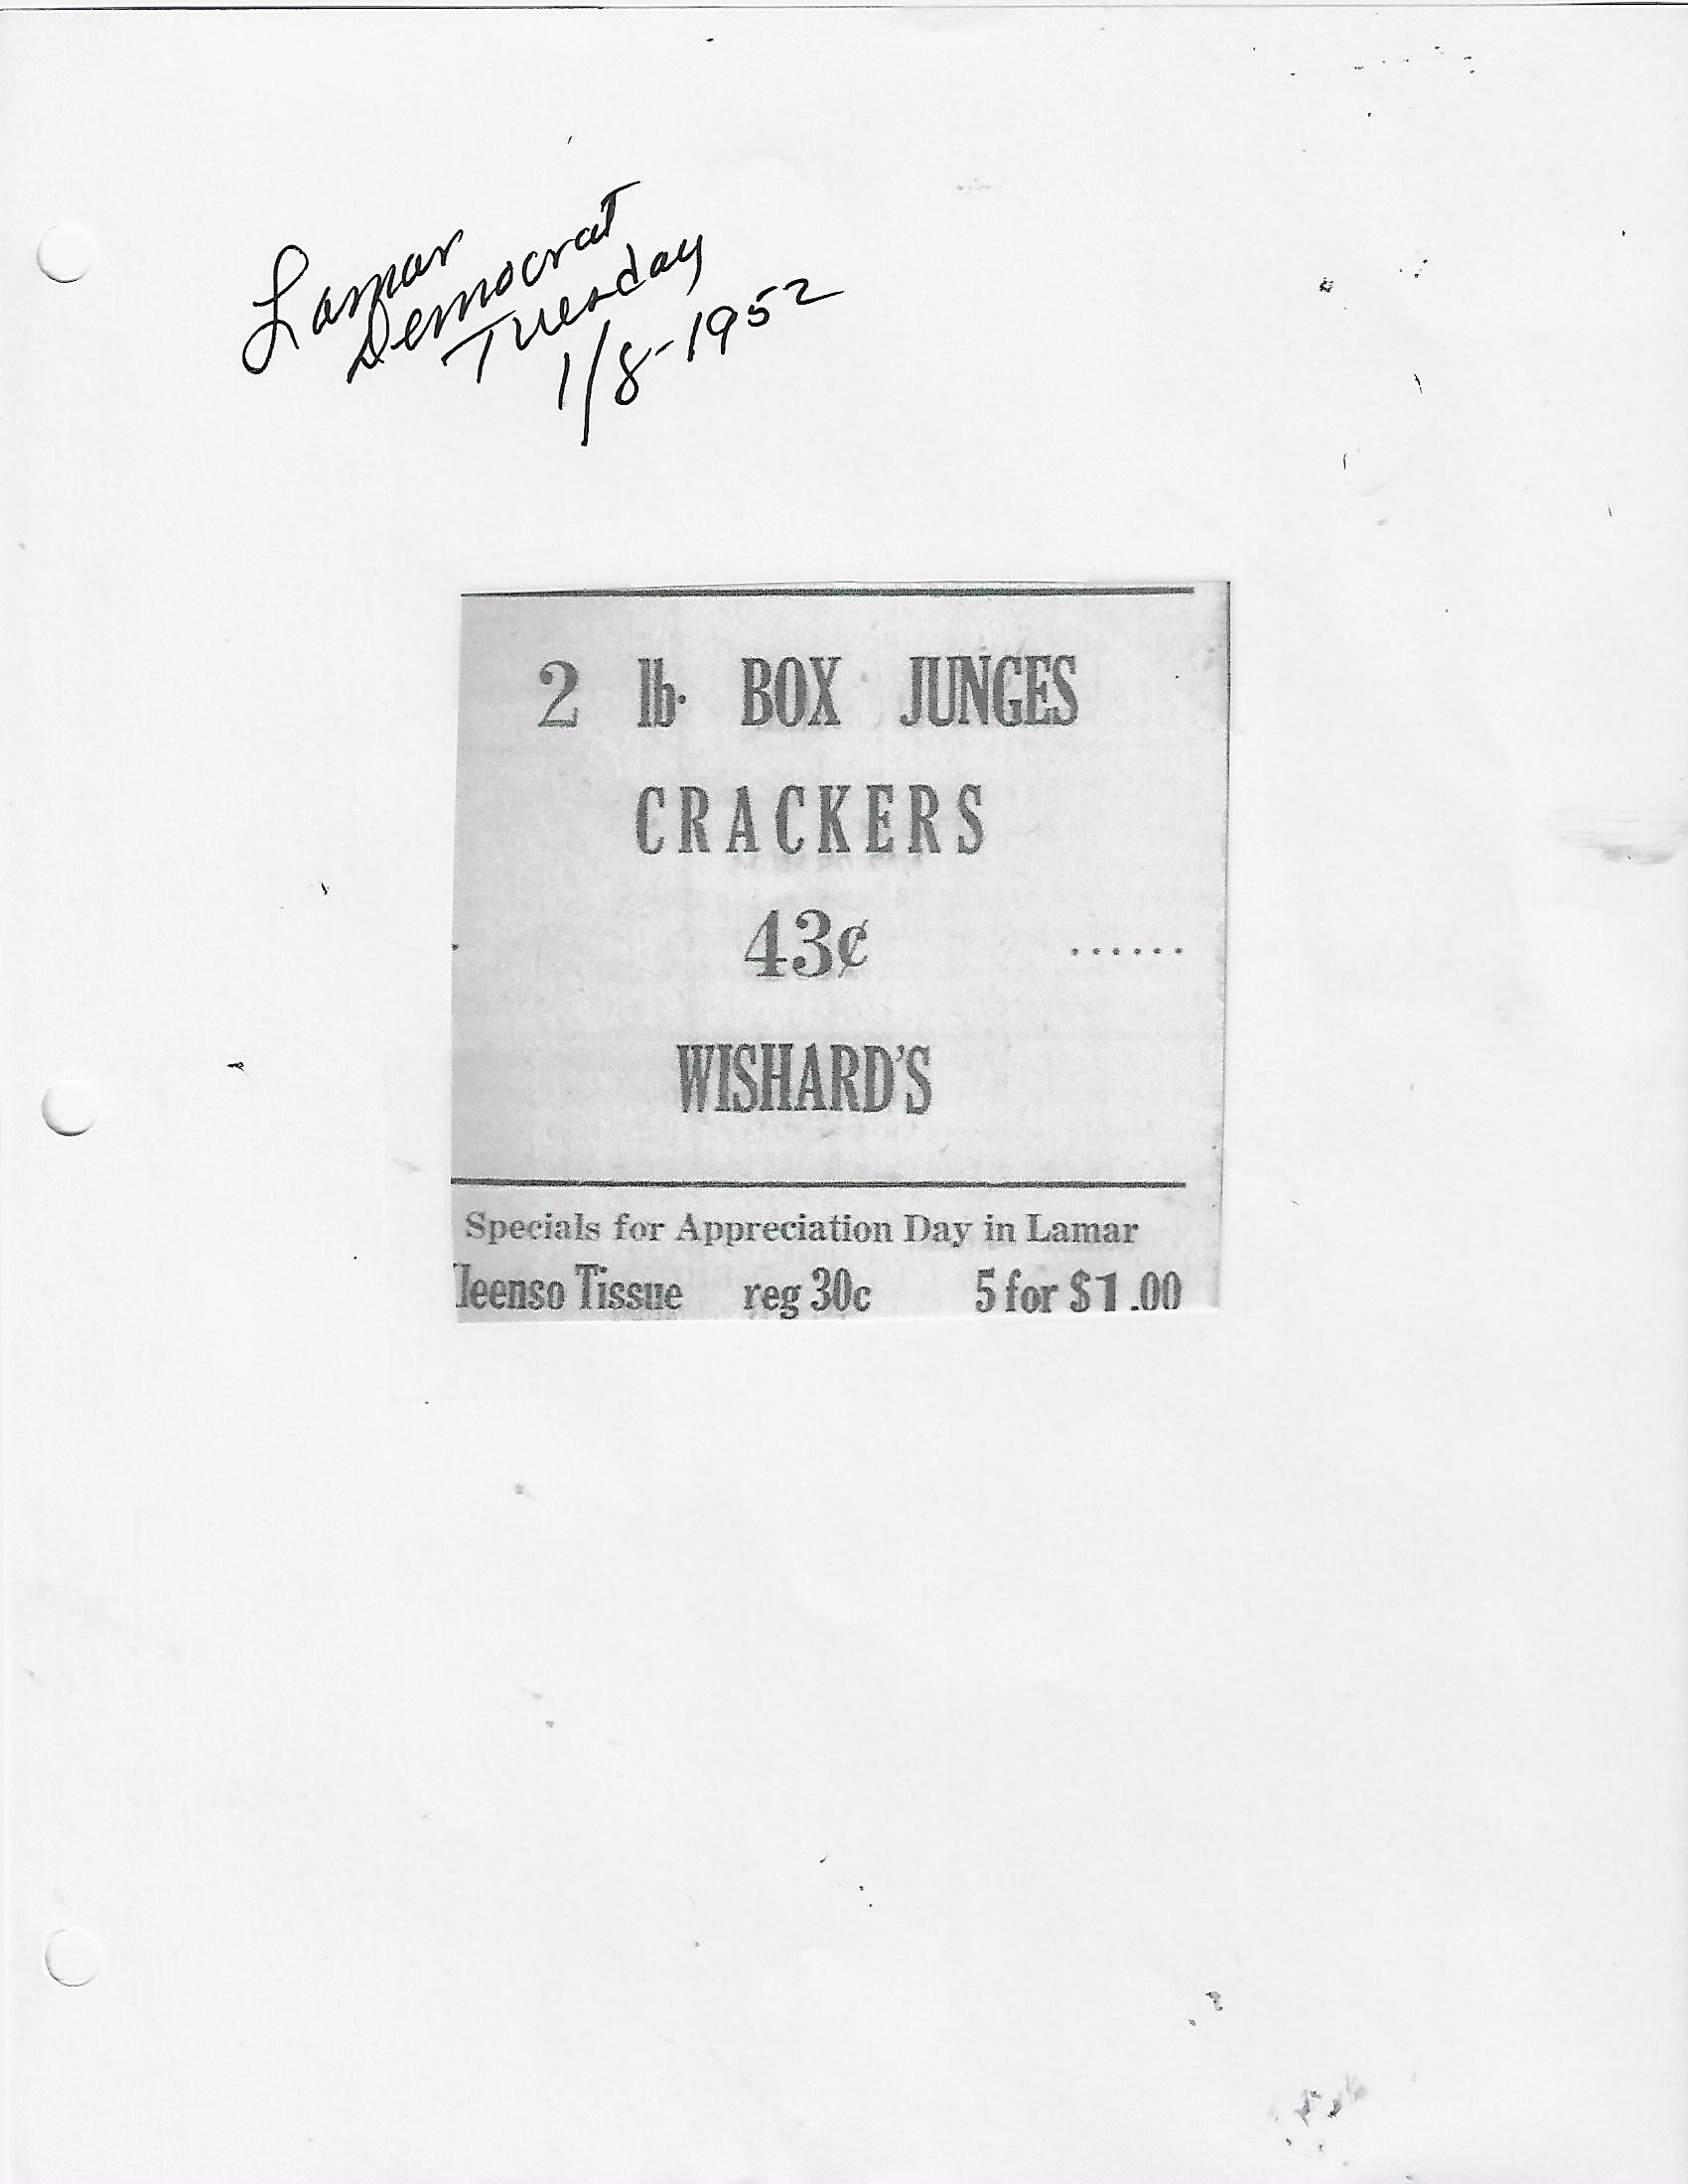 Lamar
Democrat
Tuesday
1/8-1952
2 lb. BOX JUNGES
CRACKERS
43¢ ......
WISHARD'S
Specials for Appreciation Day in Lamar
leenso Tissue reg 30c 5 for $1.00